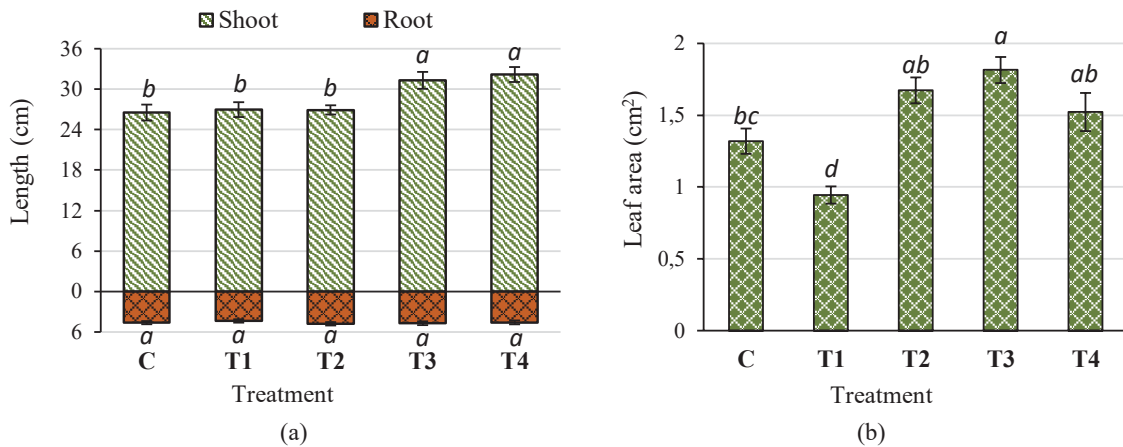 Shoot Root
Length (cm)
36
30
24
18
12
6
0
6
b b b a a
a a a a a
C T1 T2 T3 T4
Treatment
(a)
Leaf area (cm²)
2
1,5
1
0,5
0
bc d ab a ab
C T1 T2 T3 T4
Treatment
(b)